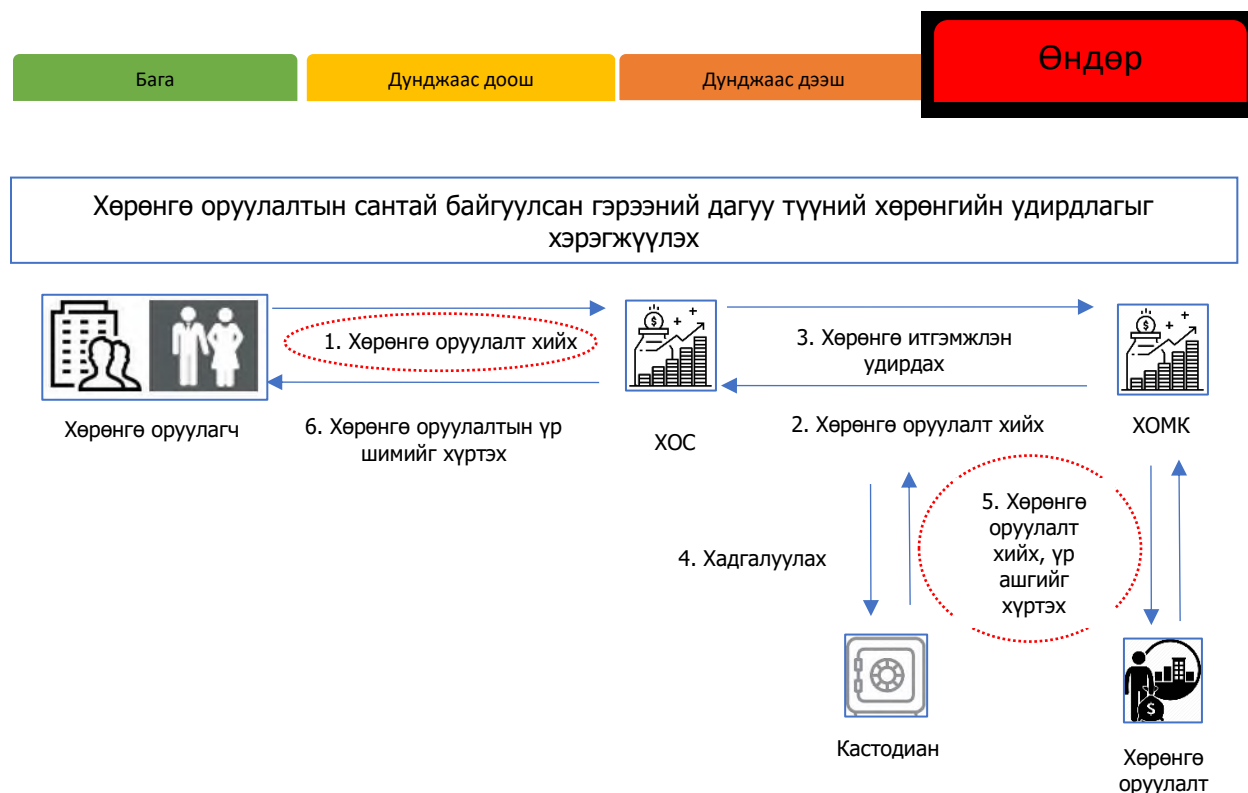 Бага
Дунджаас доош
Дунджаас дээш
Өндөр
Хөрөнгө оруулалтын сантай байгуулсан гэрээний дагуу түүний хөрөнгийн удирдлагыг
хэрэгжүүлэх
1. Хөрөнгө оруулалт хийх
3. Хөрөнгө итгэмжлэн
удирдах
Хөрөнгө оруулагч
6. Хөрөнгө оруулалтын үр
шимийг хүртэх
ХОС
2. Хөрөнгө оруулалт хийх
ХОМК
4. Хадгалуулах
5. Хөрөнгө
оруулалт
хийх, үр
ашгийг
хүртэх
Кастодиан
Хөрөнгө
оруулалт